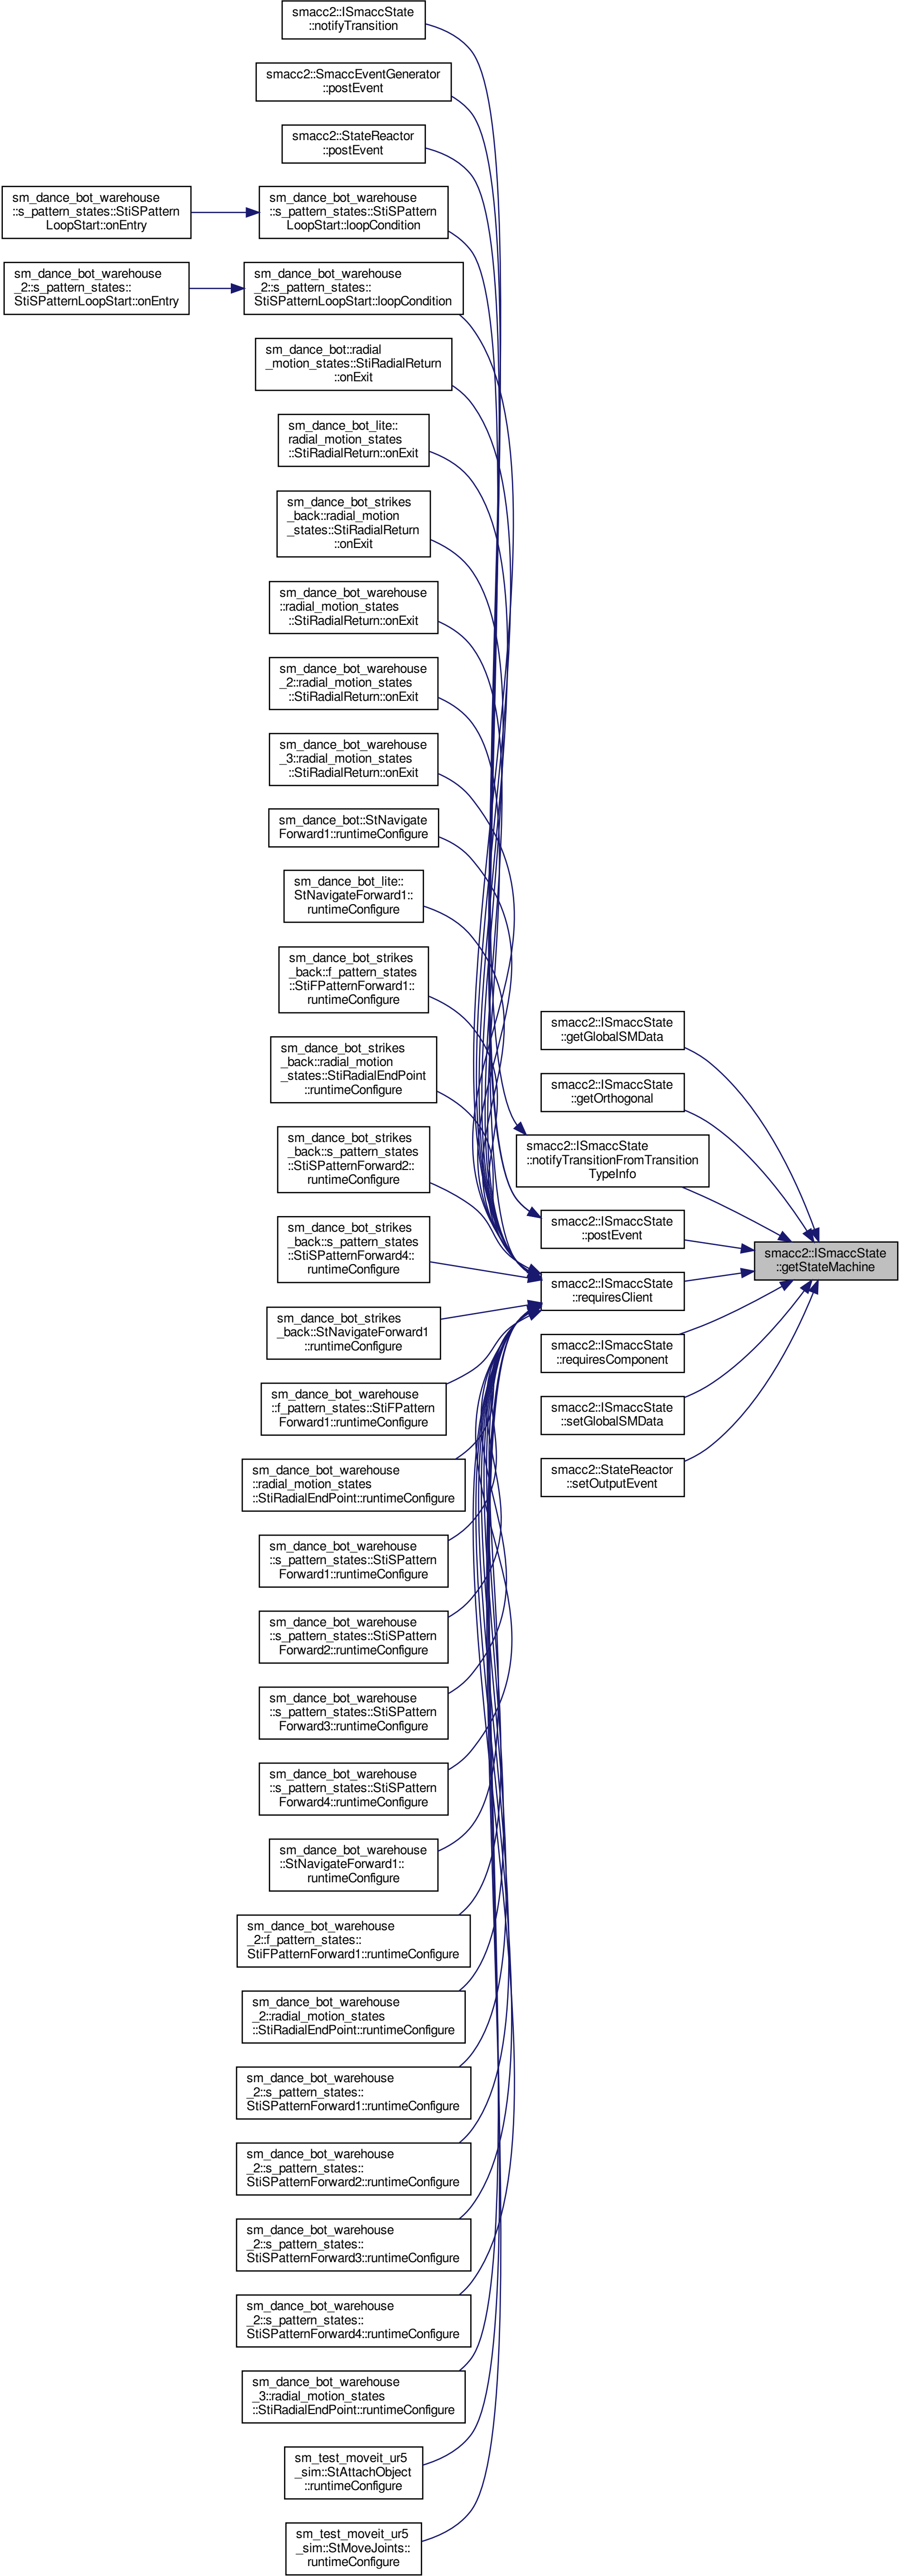 smacc2::ISmaccState
::notifyTransition
smacc2::SmaccEventGenerator
::postEvent
smacc2::StateReactor
::postEvent
sm_dance_bot_warehouse
::s_pattern_states::StiSPattern
LoopStart::onEntry
sm_dance_bot_warehouse
::s_pattern_states::StiSPattern
LoopStart::loopCondition
sm_dance_bot_warehouse
_2::s_pattern_states::
StiSPatternLoopStart::onEntry
sm_dance_bot_warehouse
_2::s_pattern_states::
StiSPatternLoopStart::loopCondition
sm_dance_bot::radial
_motion_states::StiRadialReturn
::onExit
sm_dance_bot_lite::
radial_motion_states
::StiRadialReturn::onExit
sm_dance_bot_strikes
_back::radial_motion
_states::StiRadialReturn
::onExit
sm_dance_bot_warehouse
::radial_motion_states
::StiRadialReturn::onExit
sm_dance_bot_warehouse
_2::radial_motion_states
::StiRadialReturn::onExit
sm_dance_bot_warehouse
_3::radial_motion_states
::StiRadialReturn::onExit
sm_dance_bot::StNavigate
Forward1::runtimeConfigure
sm_dance_bot_lite::
StNavigateForward1::
runtimeConfigure
sm_dance_bot_strikes
_back::f_pattern_states
::StiFPatternForward1::
runtimeConfigure
sm_dance_bot_strikes
_back::radial_motion
_states::StiRadialEndPoint
::runtimeConfigure
sm_dance_bot_strikes
_back::s_pattern_states
::StiSPatternForward2::
runtimeConfigure
sm_dance_bot_strikes
_back::s_pattern_states
::StiSPatternForward4::
runtimeConfigure
sm_dance_bot_strikes
_back::StNavigateForward1
::runtimeConfigure
sm_dance_bot_warehouse
::f_pattern_states::StiFPattern
Forward1::runtimeConfigure
sm_dance_bot_warehouse
::radial_motion_states
::StiRadialEndPoint::runtimeConfigure
sm_dance_bot_warehouse
::s_pattern_states::StiSPattern
Forward1::runtimeConfigure
sm_dance_bot_warehouse
::s_pattern_states::StiSPattern
Forward2::runtimeConfigure
sm_dance_bot_warehouse
::s_pattern_states::StiSPattern
Forward3::runtimeConfigure
sm_dance_bot_warehouse
::s_pattern_states::StiSPattern
Forward4::runtimeConfigure
sm_dance_bot_warehouse
::StNavigateForward1::
runtimeConfigure
sm_dance_bot_warehouse
_2::f_pattern_states::
StiFPatternForward1::runtimeConfigure
sm_dance_bot_warehouse
_2::radial_motion_states
::StiRadialEndPoint::runtimeConfigure
sm_dance_bot_warehouse
_2::s_pattern_states::
StiSPatternForward1::runtimeConfigure
sm_dance_bot_warehouse
_2::s_pattern_states::
StiSPatternForward2::runtimeConfigure
sm_dance_bot_warehouse
_2::s_pattern_states::
StiSPatternForward3::runtimeConfigure
sm_dance_bot_warehouse
_2::s_pattern_states::
StiSPatternForward4::runtimeConfigure
sm_dance_bot_warehouse
_3::radial_motion_states
::StiRadialEndPoint::runtimeConfigure
sm_test_moveit_ur5
_sim::StAttachObject
::runtimeConfigure
sm_test_moveit_ur5
_sim::StMoveJoints::
runtimeConfigure
smacc2::ISmaccState
::getGlobalSMData
smacc2::ISmaccState
::getOrthogonal
smacc2::ISmaccState
::notifyTransitionFromTransition
TypeInfo
smacc2::ISmaccState
::postEvent
smacc2::ISmaccState
::requiresClient
smacc2::ISmaccState
::requiresComponent
smacc2::ISmaccState
::setGlobalSMData
smacc2::StateReactor
::setOutputEvent
smacc2::ISmaccState
::getStateMachine